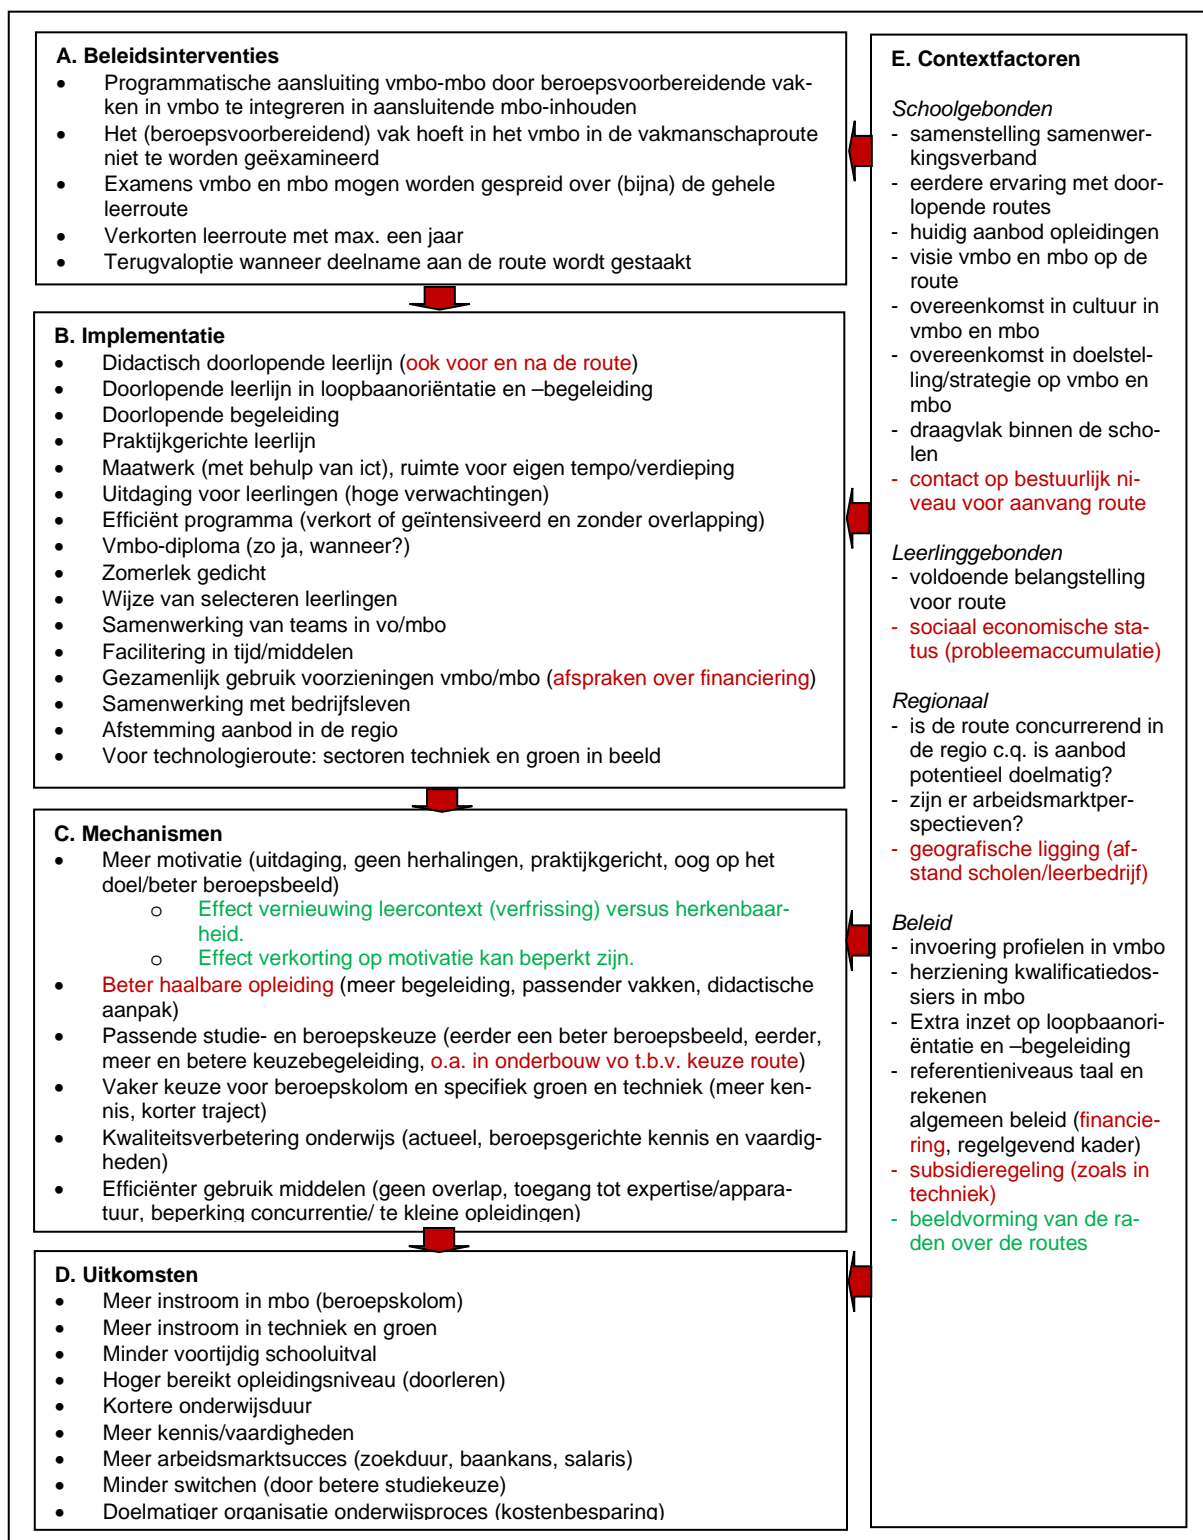 A. Beleidsinterventies
• Programmatische aansluiting vmbo-mbo door beroepsvoorbereidende vak-
ken in vmbo te integreren in aansluitende mbo-inhouden
• Het (beroepsvoorbereidend) vak hoeft in het vmbo in de vakmanschaproute
niet te worden geëxamineerd
• Examens vmbo en mbo mogen worden gespreid over (bijna) de gehele
leerroute
• Verkorten leerroute met max. een jaar
• Terugvaloptie wanneer deelname aan de route wordt gestaakt
B. Implementatie
• Didactisch doorlopende leerlijn (ook voor en na de route)
• Doorlopende leerlijn in loopbaanoriëntatie en –begeleiding
• Doorlopende begeleiding
• Praktijkgerichte leerlijn
• Maatwerk (met behulp van ict), ruimte voor eigen tempo/verdieping
• Uitdaging voor leerlingen (hoge verwachtingen)
• Efficiënt programma (verkort of geïntensiveerd en zonder overlapping)
• Vmbo-diploma (zo ja, wanneer?)
• Zomerlek gedicht
• Wijze van selecteren leerlingen
• Samenwerking van teams in vo/mbo
• Facilitering in tijd/middelen
• Gezamenlijk gebruik voorzieningen vmbo/mbo (afspraken over financiering)
• Samenwerking met bedrijfsleven
• Afstemming aanbod in de regio
• Voor technologieroute: sectoren techniek en groen in beeld
C. Mechanismen
• Meer motivatie (uitdaging, geen herhalingen, praktijkgericht, oog op het
doel/beter beroepsbeeld)
o Effect vernieuwing leercontext (verfrissing) versus herkenbaar-
heid.
o Effect verkorting op motivatie kan beperkt zijn.
• Beter haalbare opleiding (meer begeleiding, passender vakken, didactische
aanpak)
• Passende studie- en beroepskeuze (eerder een beter beroepsbeeld, eerder,
meer en betere keuzebegeleiding, o.a. in onderbouw vo t.b.v. keuze route)
• Vaker keuze voor beroepskolom en specifiek groen en techniek (meer ken-
nis, korter traject)
• Kwaliteitsverbetering onderwijs (actueel, beroepsgerichte kennis en vaardig-
heden)
• Efficiënter gebruik middelen (geen overlap, toegang tot expertise/appara-
tuur, beperking concurrentie/ te kleine opleidingen)
D. Uitkomsten
• Meer instroom in mbo (beroepskolom)
• Meer instroom in techniek en groen
• Minder voortijdig schooluitval
• Hoger bereikt opleidingsniveau (doorleren)
• Kortere onderwijsduur
• Meer kennis/vaardigheden
• Meer arbeidsmarktsucces (zoekduur, baankans, salaris)
• Minder switchen (door betere studiekeuze)
• Doelmatiger organisatie onderwijsproces (kostenbesparing)
E. Contextfactoren
Schoolgebonden
- samenstelling samenwer-
kingsverband
- eerdere ervaring met door-
lopende routes
- huidig aanbod opleidingen
- visie vmbo en mbo op de
route
- overeenkomst in cultuur in
vmbo en mbo
- overeenkomst in doelstel-
ling/strategie op vmbo en
mbo
- draagvlak binnen de scho-
len
- contact op bestuurlijk ni-
veau voor aanvang route
Leerlinggebonden
- voldoende belangstelling
voor route
- sociaal economische sta-
tus (probleemaccumulatie)
Regionaal
- is de route concurrerend in
de regio c.q. is aanbod
potentieel doelmatig?
- zijn er arbeidsmarktper-
spectieven?
- geografische ligging (af-
stand scholen/leerbedrijf)
Beleid
- invoering profielen in vmbo
- herziening kwalificatiedos-
siers in mbo
- Extra inzet op loopbaanori-
ëntatie en –begeleiding
- referentieniveaus taal en
rekenen
algemeen beleid (financie-
ring, regelgevend kader)
- subsidieregeling (zoals in
techniek)
- beeldvorming van de ra-
den over de routes